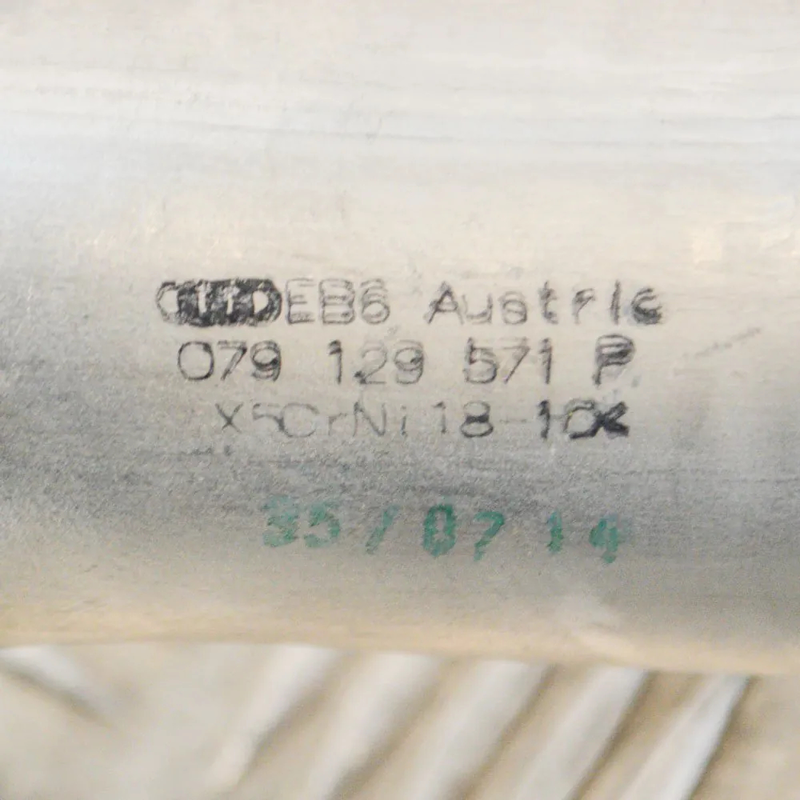 EB6 Austria
079 129 571 P
X5CrNi 18-10
35/07 14